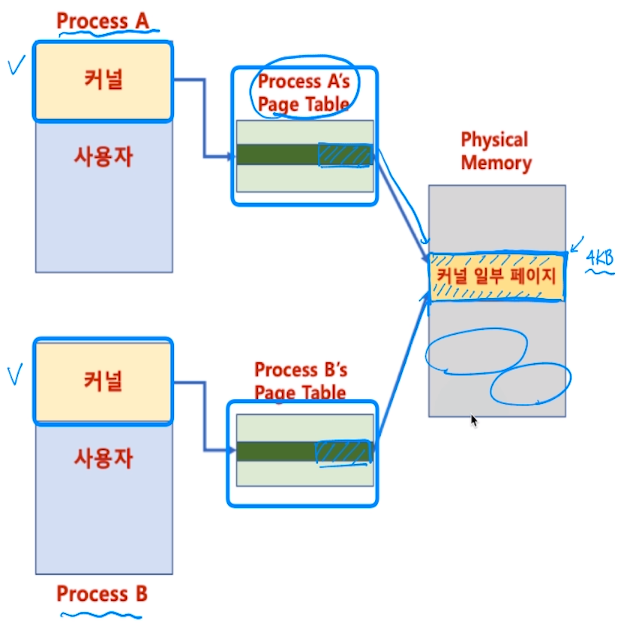 Process A
커널
사용자
Process A's
Page Table
Physical
Memory
커널 일부 페이지
4KB
Process B's
Page Table
커널
사용자
Process B